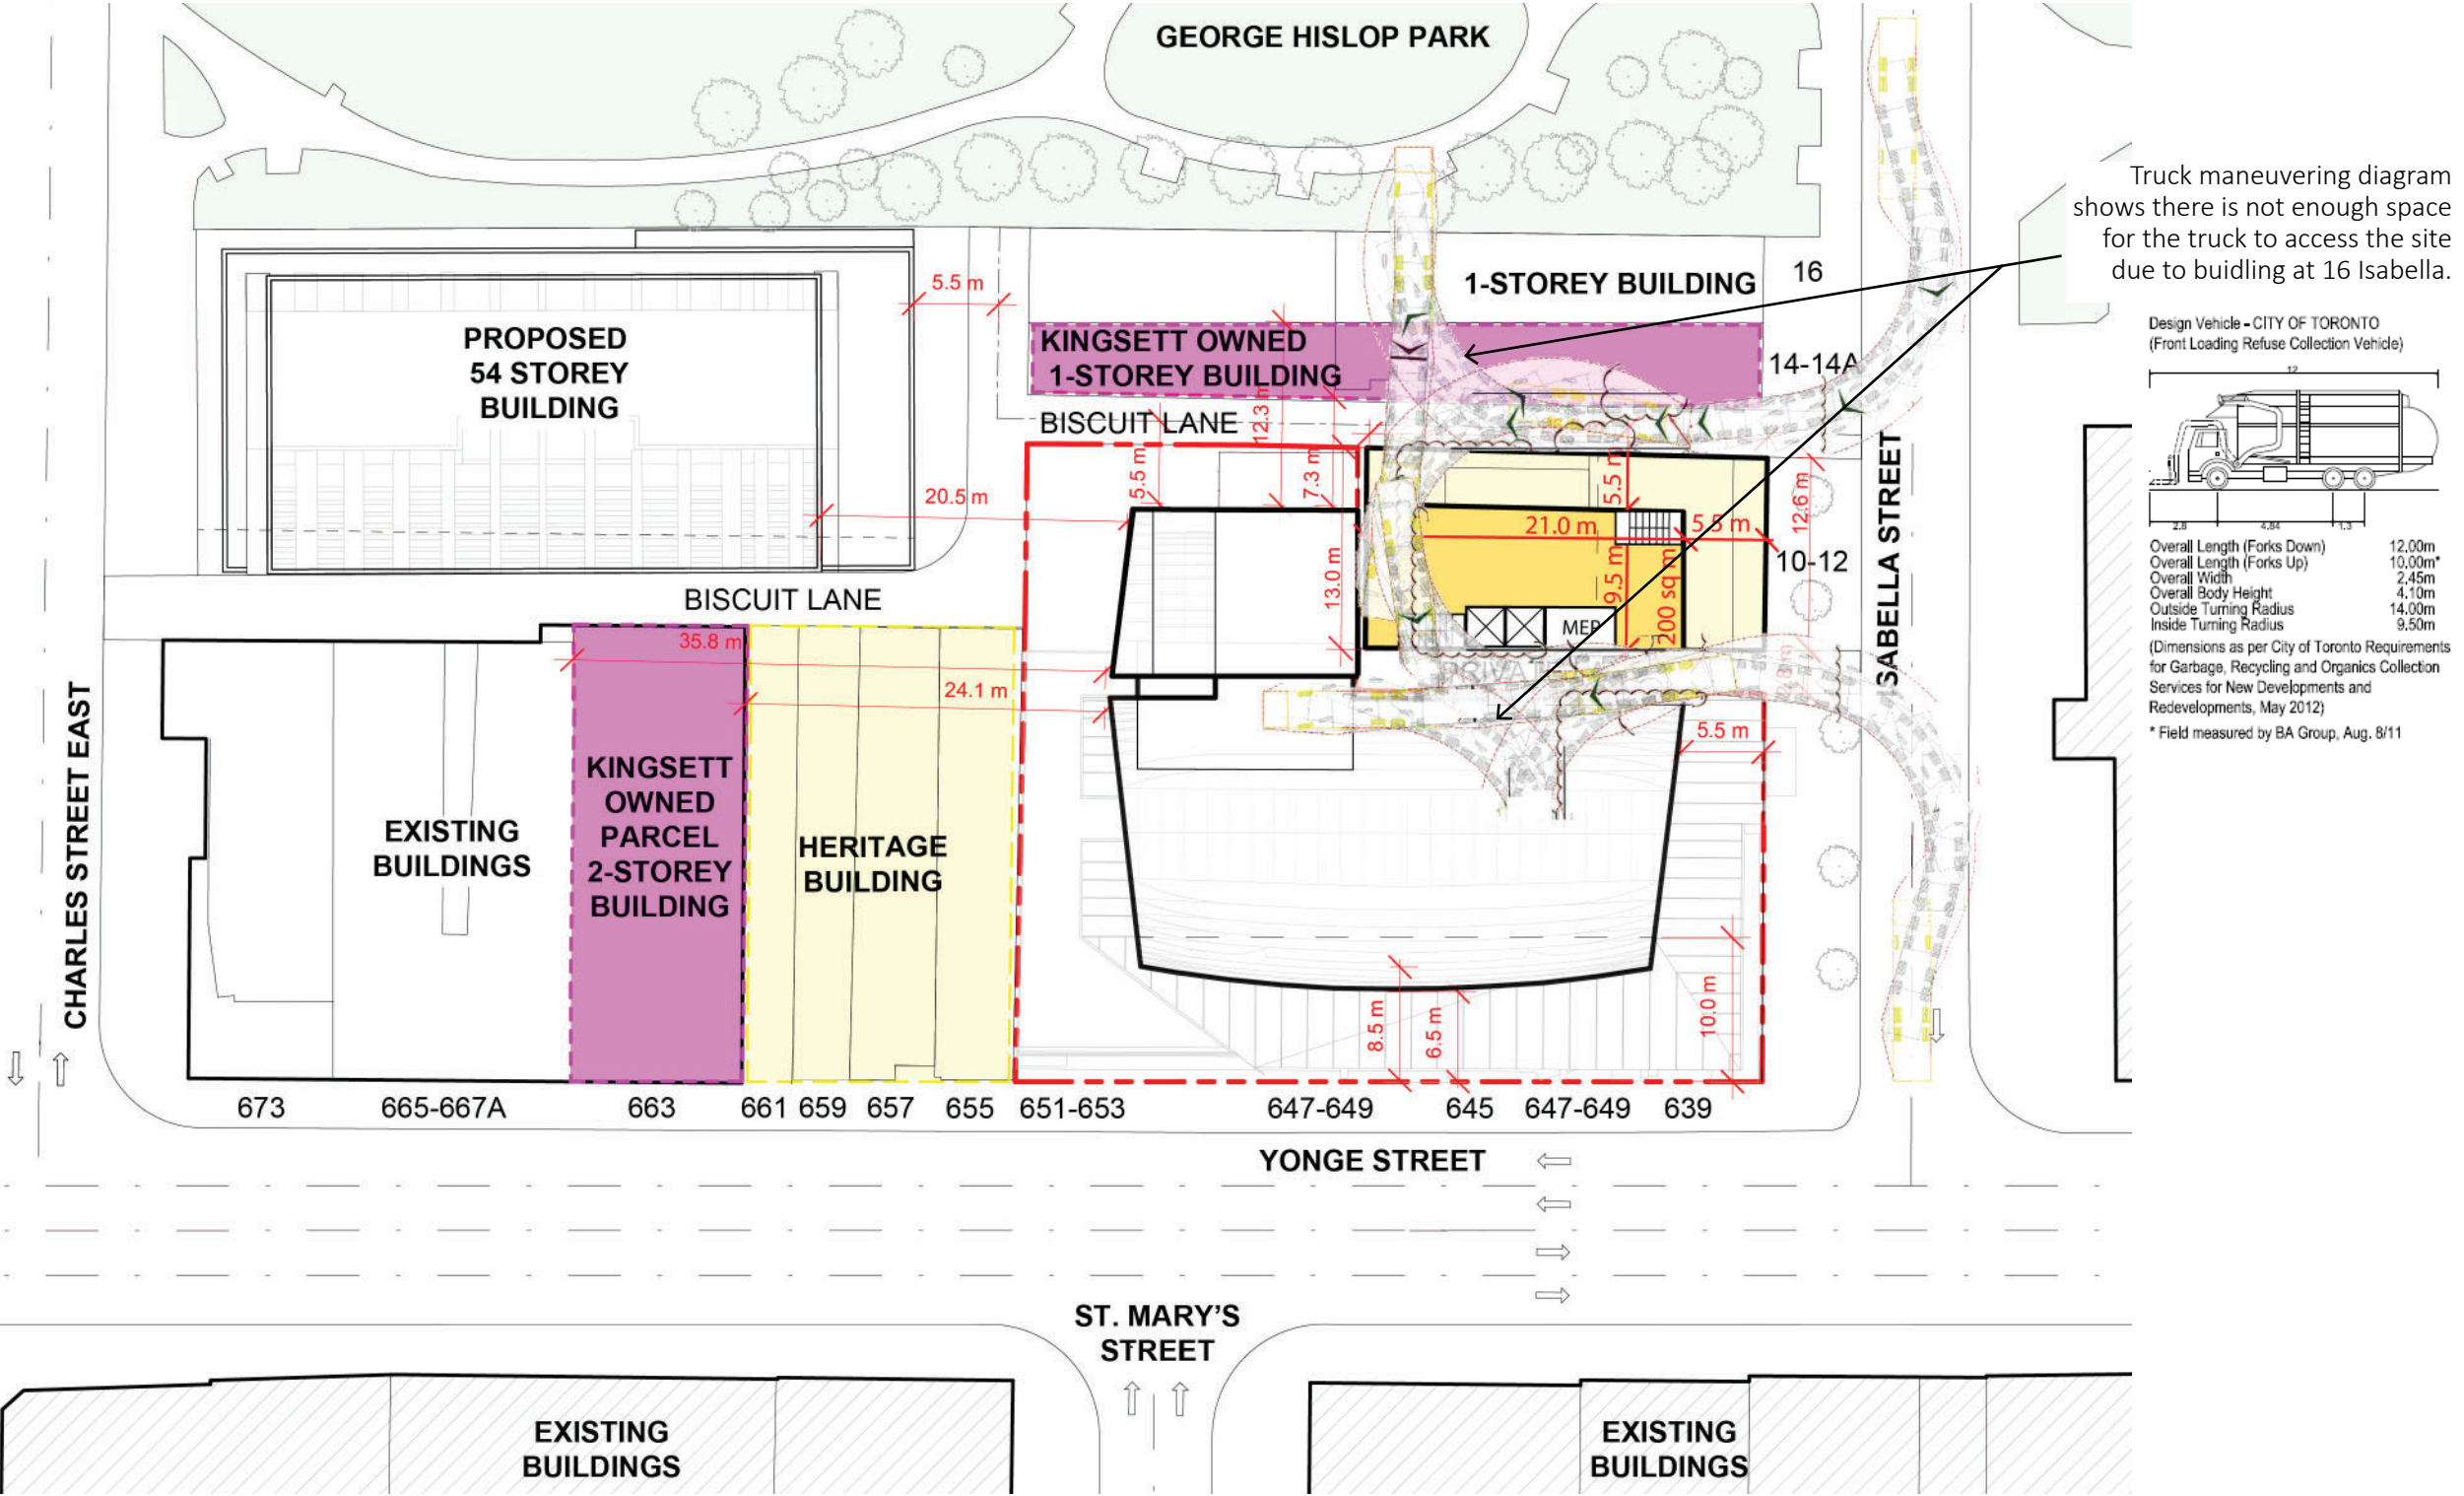 GEORGE HISLOP PARK
Truck maneuvering diagram
shows there is not enough space
for the truck to access the site
due to buidling at 16 Isabella.
16
1-STOREY BUILDING
5.5 m
PROPOSED
54 STOREY
BUILDING
KINGSETT OWNED
1-STOREY BUILDING
14-14A
BISCUIT LANE
12.3 m
Design Vehicle - CITY OF TORONTO
(Front Loading Refuse Collection Vehicle)
12
2.8
4.84
1.3
Overall Length (Forks Down) 12.00m
Overall Length (Forks Up) 10.00m*
Overall Width 2.45m
Overall Body Height 4.10m
Outside Turning Radius 14.00m
Inside Turning Radius 9.50m
(Dimensions as per City of Toronto Requirements
for Garbage, Recycling and Organics Collection
Services for New Developments and
Redevelopments, May 2012)
* Field measured by BA Group, Aug. 8/11
20.5 m
5.5 m
7.3 m
5.5 m
12.6 m
21.0 m
5.5 m
10-12
13.0 m
9.5 m
200 sq m
MEP
ISABELLA STREET
BISCUIT LANE
35.8 m
24.1 m
PRIVATE
5.5 m
CHARLES STREET EAST
EXISTING
BUILDINGS
KINGSETT
OWNED
PARCEL
2-STOREY
BUILDING
HERITAGE
BUILDING
8.5 m
6.5 m
10.0 m
673
665-667A
663
661
659
657
655
651-653
647-649
645
647-649
639
YONGE STREET
ST. MARY'S
STREET
EXISTING
BUILDINGS
EXISTING
BUILDINGS